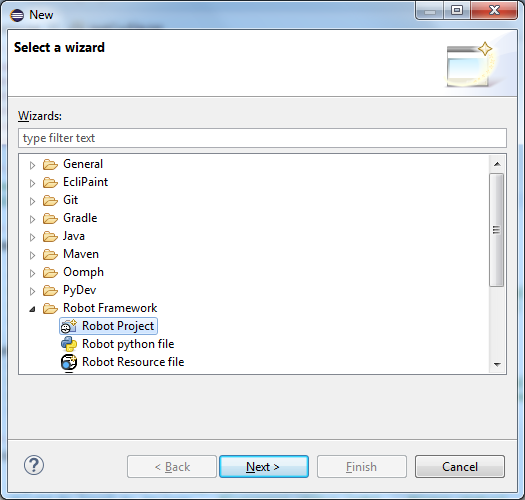 New
Select a wizard
Wizards:
type filter text
General
EcliPaint
Git
Gradle
Java
Maven
Oomph
PyDev
Robot Framework
Robot Project
Robot python file
Robot Resource file
?
< Back
Next >
Finish
Cancel